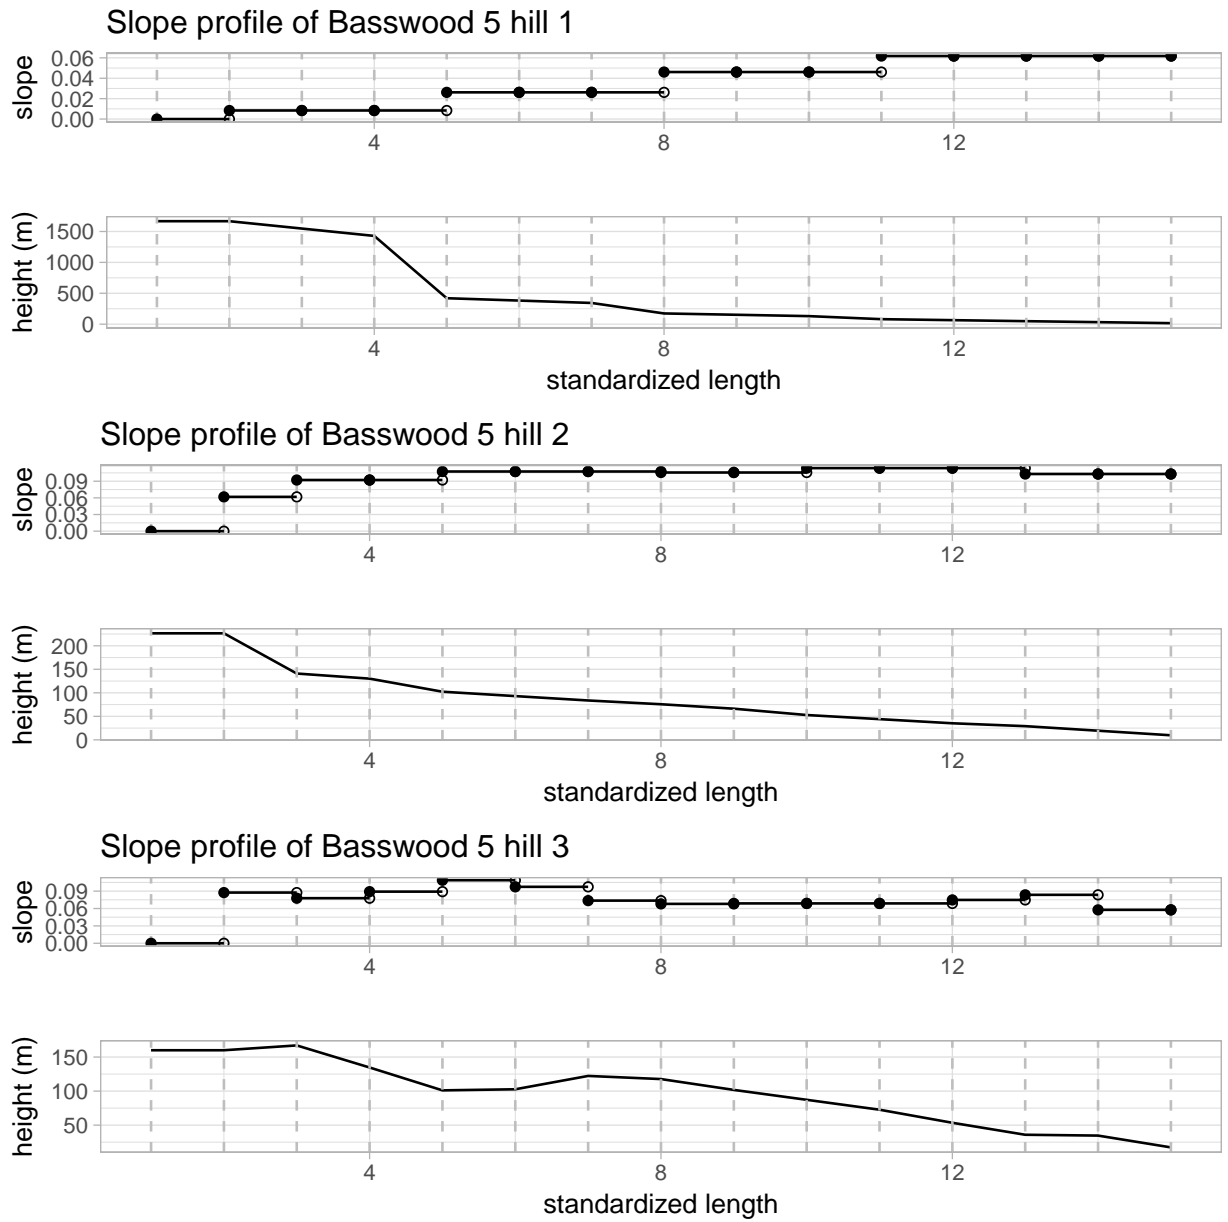 Slope profile of Basswood 5 hill 1
slope
0.06
0.04
0.02
0.00
4 8 12
height (m)
1500
1000
500
0
4 8 12
standardized length
Slope profile of Basswood 5 hill 2
slope
0.09
0.06
0.03
0.00
4 8 12
height (m)
200
150
100
50
0
4 8 12
standardized length
Slope profile of Basswood 5 hill 3
slope
0.09
0.06
0.03
0.00
4 8 12
height (m)
150
100
50
4 8 12
standardized length